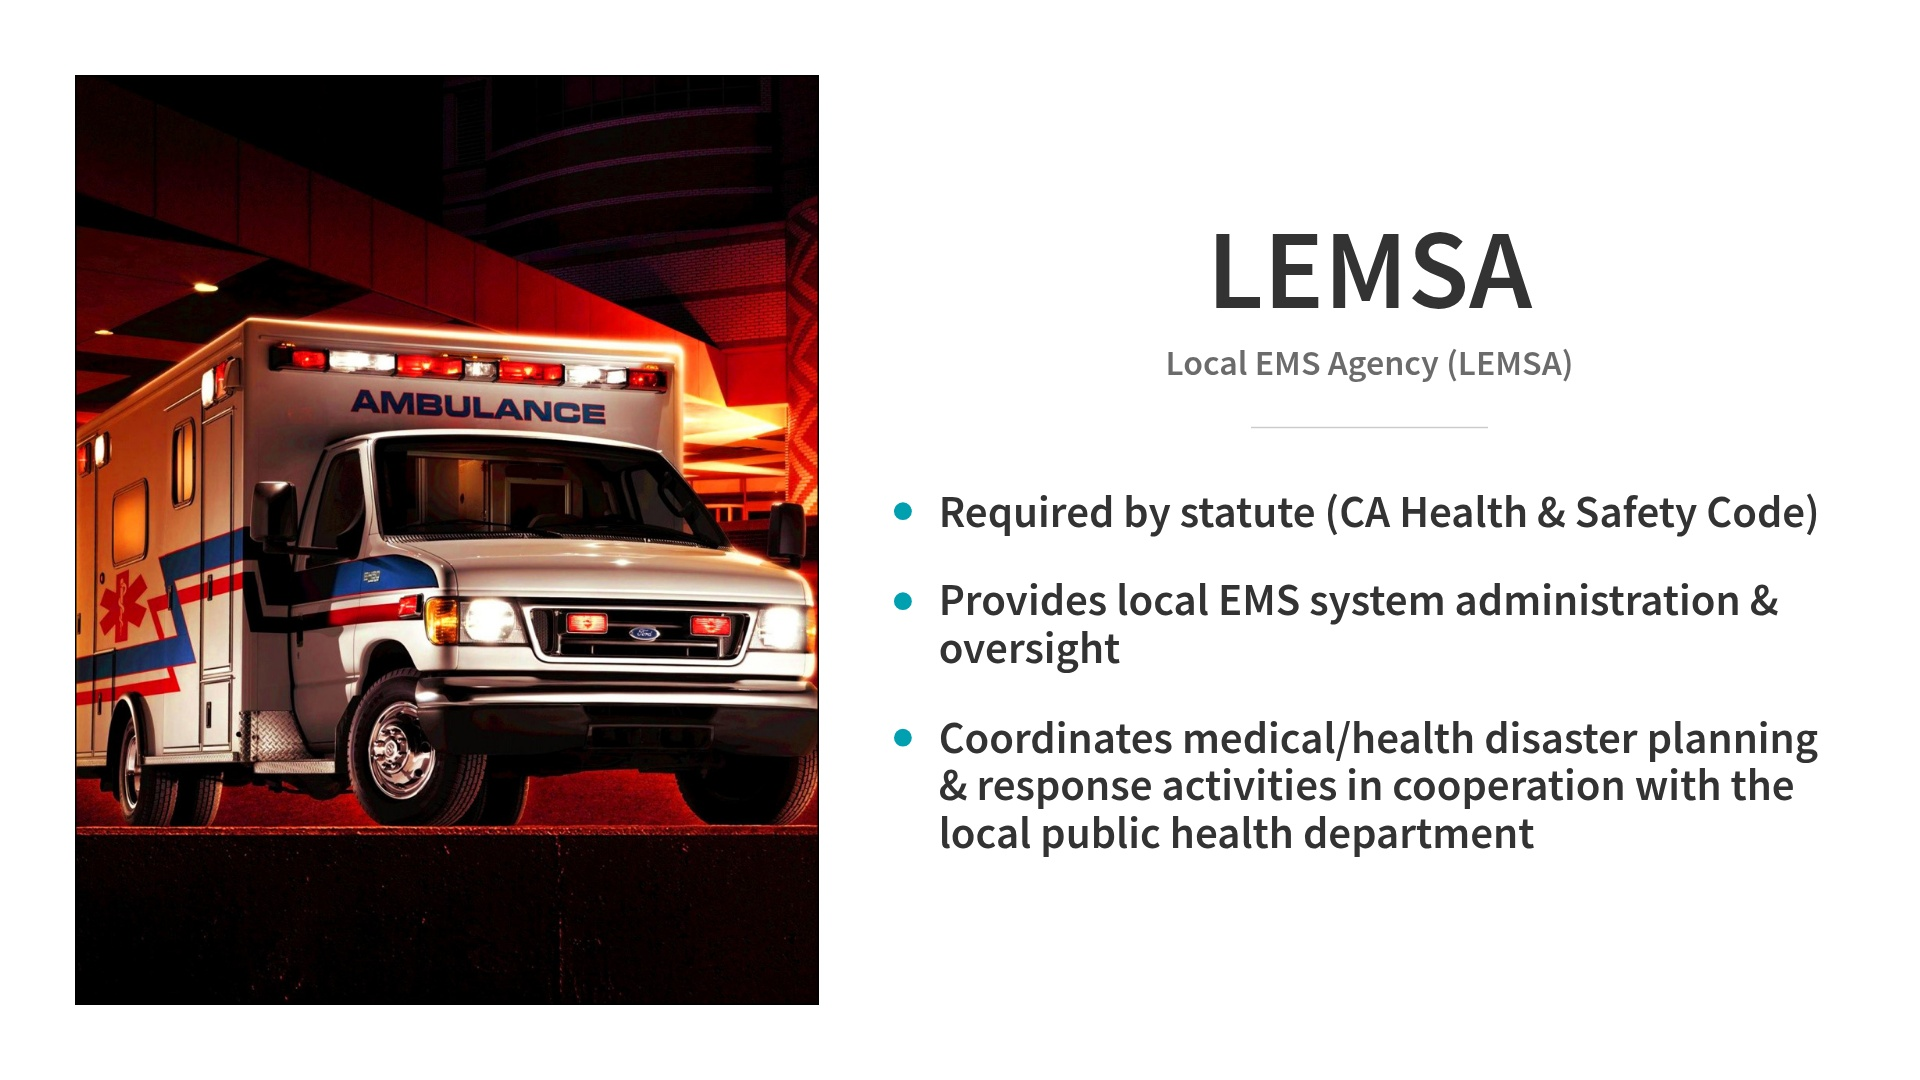 LEMSA
Local EMS Agency (LEMSA)
Required by statute (CA Health & Safety Code)
Provides local EMS system administration &
oversight
Coordinates medical/health disaster planning
& response activities in cooperation with the
local public health department
AMBULANCE
Ford